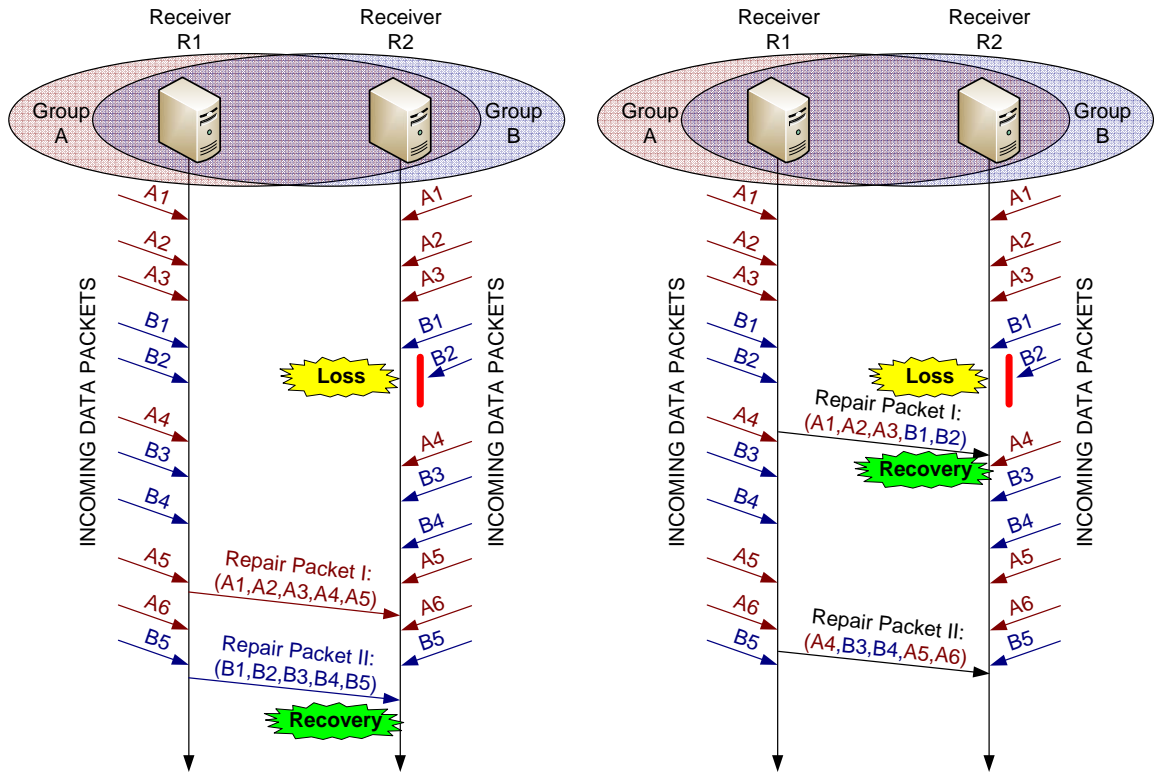 Receiver
R1
Receiver
R2
Group
A
Group
B
A1
A2
A3
B1
B2
A4
B3
B4
A5
A6
B5
INCOMING DATA PACKETS
A1
A2
A3
B1
B2
A4
B3
B4
A5
A6
B5
INCOMING DATA PACKETS
Loss
Repair Packet I:
(A1,A2,A3,A4,A5)
Repair Packet II:
(B1,B2,B3,B4,B5)
Recovery
Receiver
R1
Receiver
R2
Group
A
Group
B
A1
A2
A3
B1
B2
A4
B3
B4
A5
A6
B5
INCOMING DATA PACKETS
A1
A2
A3
B1
B2
A4
B3
B4
A5
A6
B5
INCOMING DATA PACKETS
Loss
Repair Packet I:
(A1,A2,A3,B1,B2)
Recovery
Repair Packet II:
(A4,B3,B4,A5,A6)